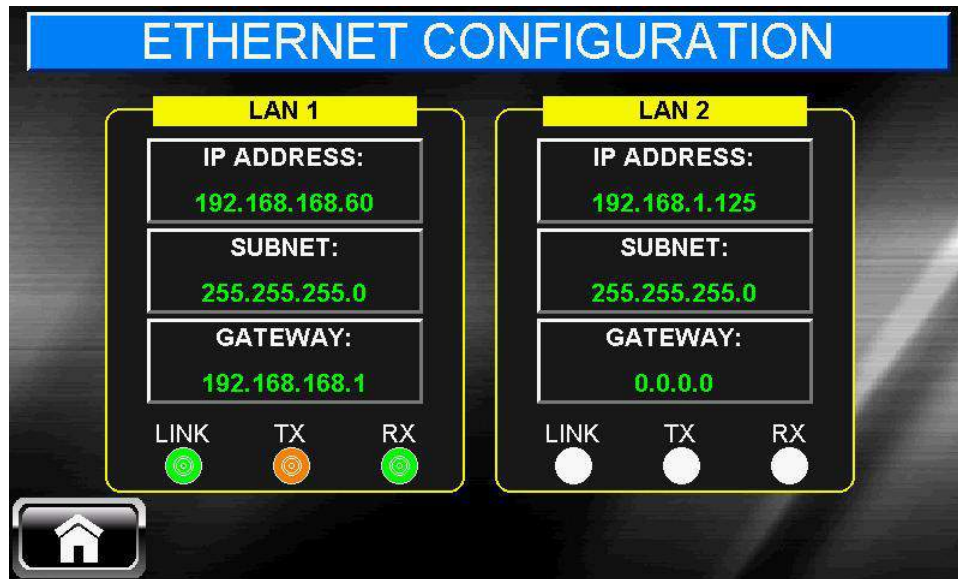 ETHERNET CONFIGURATION
LAN 1
IP ADDRESS:
192.168.168.60
SUBNET:
255.255.255.0
GATEWAY:
192.168.168.1
LINK TX RX
LAN 2
IP ADDRESS:
192.168.1.125
SUBNET:
255.255.255.0
GATEWAY:
0.0.0.0
LINK TX RX